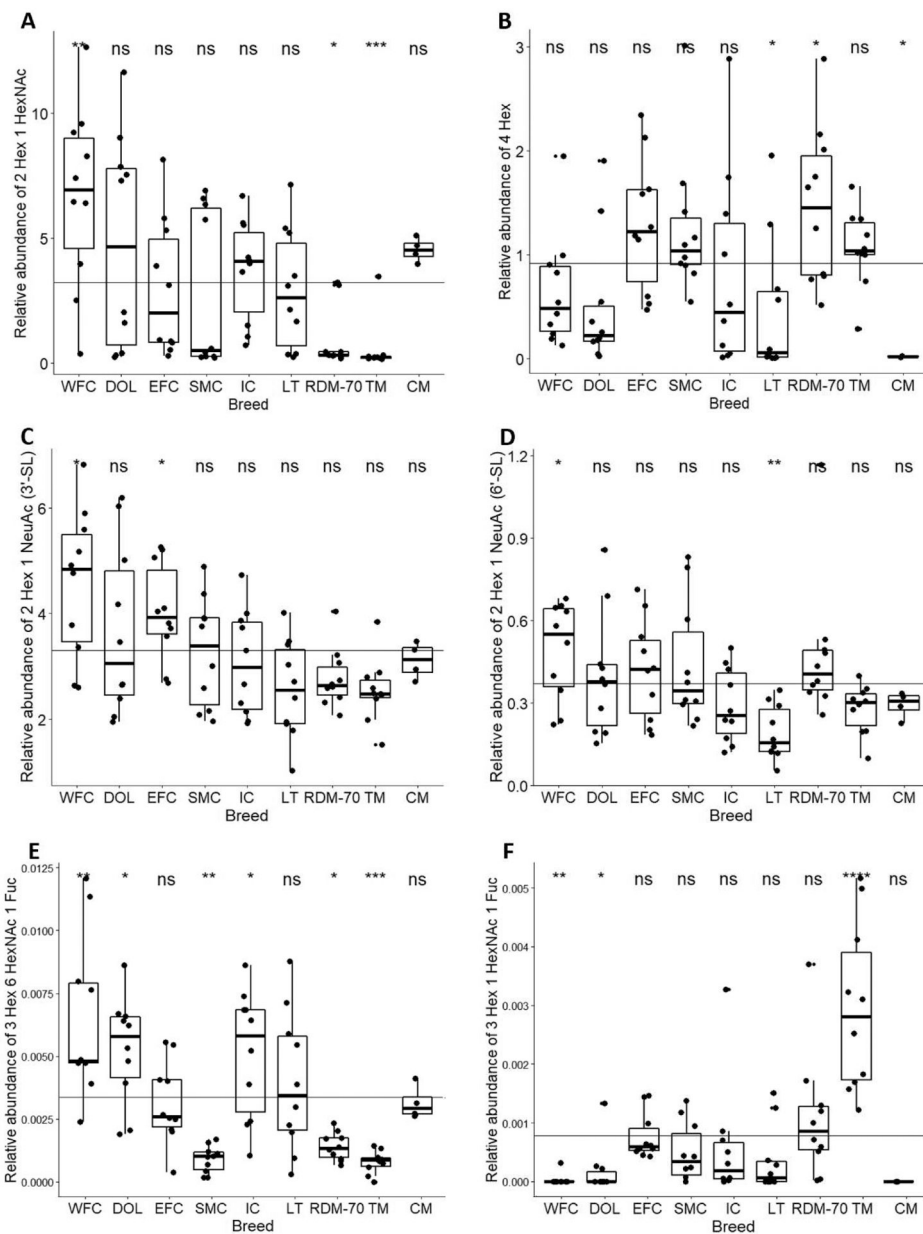 A
** ns ns ns ns ns * *** ns
Relative abundance of 2 Hex 1 HexNAc
10
5
0
WFC DOL EFC SMC IC LT RDM-70 TM CM
Breed
B
ns ns ns ns ns * * ns *
Relative abundance of 4 Hex
3
2
1
0
WFC DOL EFC SMC IC LT RDM-70 TM CM
Breed
C
* ns * ns ns ns ns ns ns
Relative abundance of 2 Hex 1 NeuAc (3'-SL)
6
4
2
WFC DOL EFC SMC IC LT RDM-70 TM CM
Breed
D
* ns ns ns ns ** ns ns ns
Relative abundance of 2 Hex 1 NeuAc (6'-SL)
1.2
0.9
0.6
0.3
0.0
WFC DOL EFC SMC IC LT RDM-70 TM CM
Breed
E
** * ns ** * ns * *** ns
Relative abundance of 3 Hex 6 HexNAc 1 Fuc
0.0125
0.0100
0.0075
0.0050
0.0025
0.0000
WFC DOL EFC SMC IC LT RDM-70 TM CM
Breed
F
** * ns ns ns ns ns **** ns
Relative abundance of 3 Hex 1 HexNAc 1 Fuc
0.005
0.004
0.003
0.002
0.001
0.000
WFC DOL EFC SMC IC LT RDM-70 TM CM
Breed